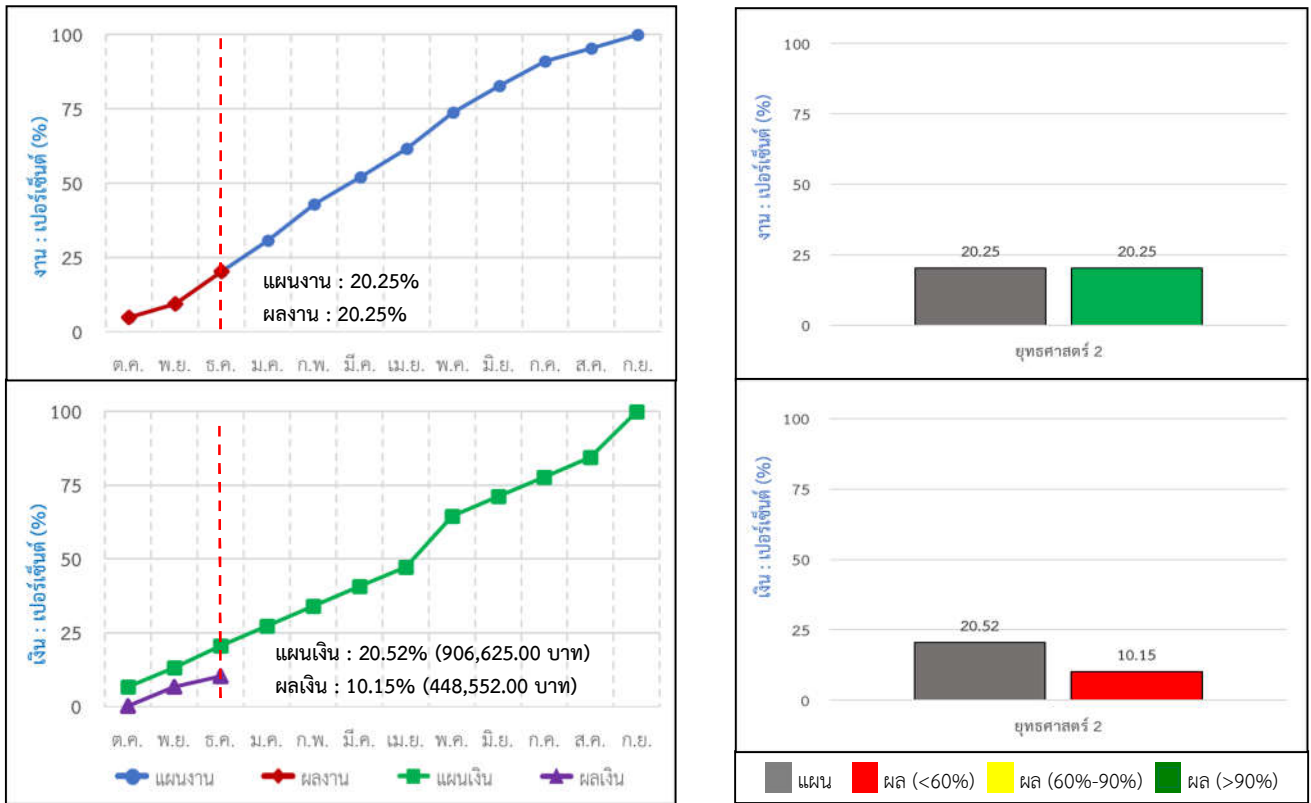 งาน : เปอร์เซ็นต์ (%)
100
75
50
25
0
แผนงาน : 20.25%
ผลงาน : 20.25%
ต.ค. พ.ย. ธ.ค. ม.ค. ก.พ. มี.ค. เม.ย. พ.ค. มิ.ย. ก.ค. ส.ค. ก.ย.
งาน : เปอร์เซ็นต์ (%)
100
75
50
25
0
20.25 20.25
ยุทธศาสตร์ 2
เงิน : เปอร์เซ็นต์ (%)
100
75
50
25
0
แผนเงิน : 20.52% (906,625.00 บาท)
ผลเงิน : 10.15% (448,552.00 บาท)
ต.ค. พ.ย. ธ.ค. ม.ค. ก.พ. มี.ค. เม.ย. พ.ค. มิ.ย. ก.ค. ส.ค. ก.ย.
แผนงาน ผลงาน แผนเงิน ผลเงิน
เงิน : เปอร์เซ็นต์ (%)
100
75
50
25
0
20.52 10.15
ยุทธศาสตร์ 2
แผน ผล (<60%) ผล (60%-90%) ผล (>90%)